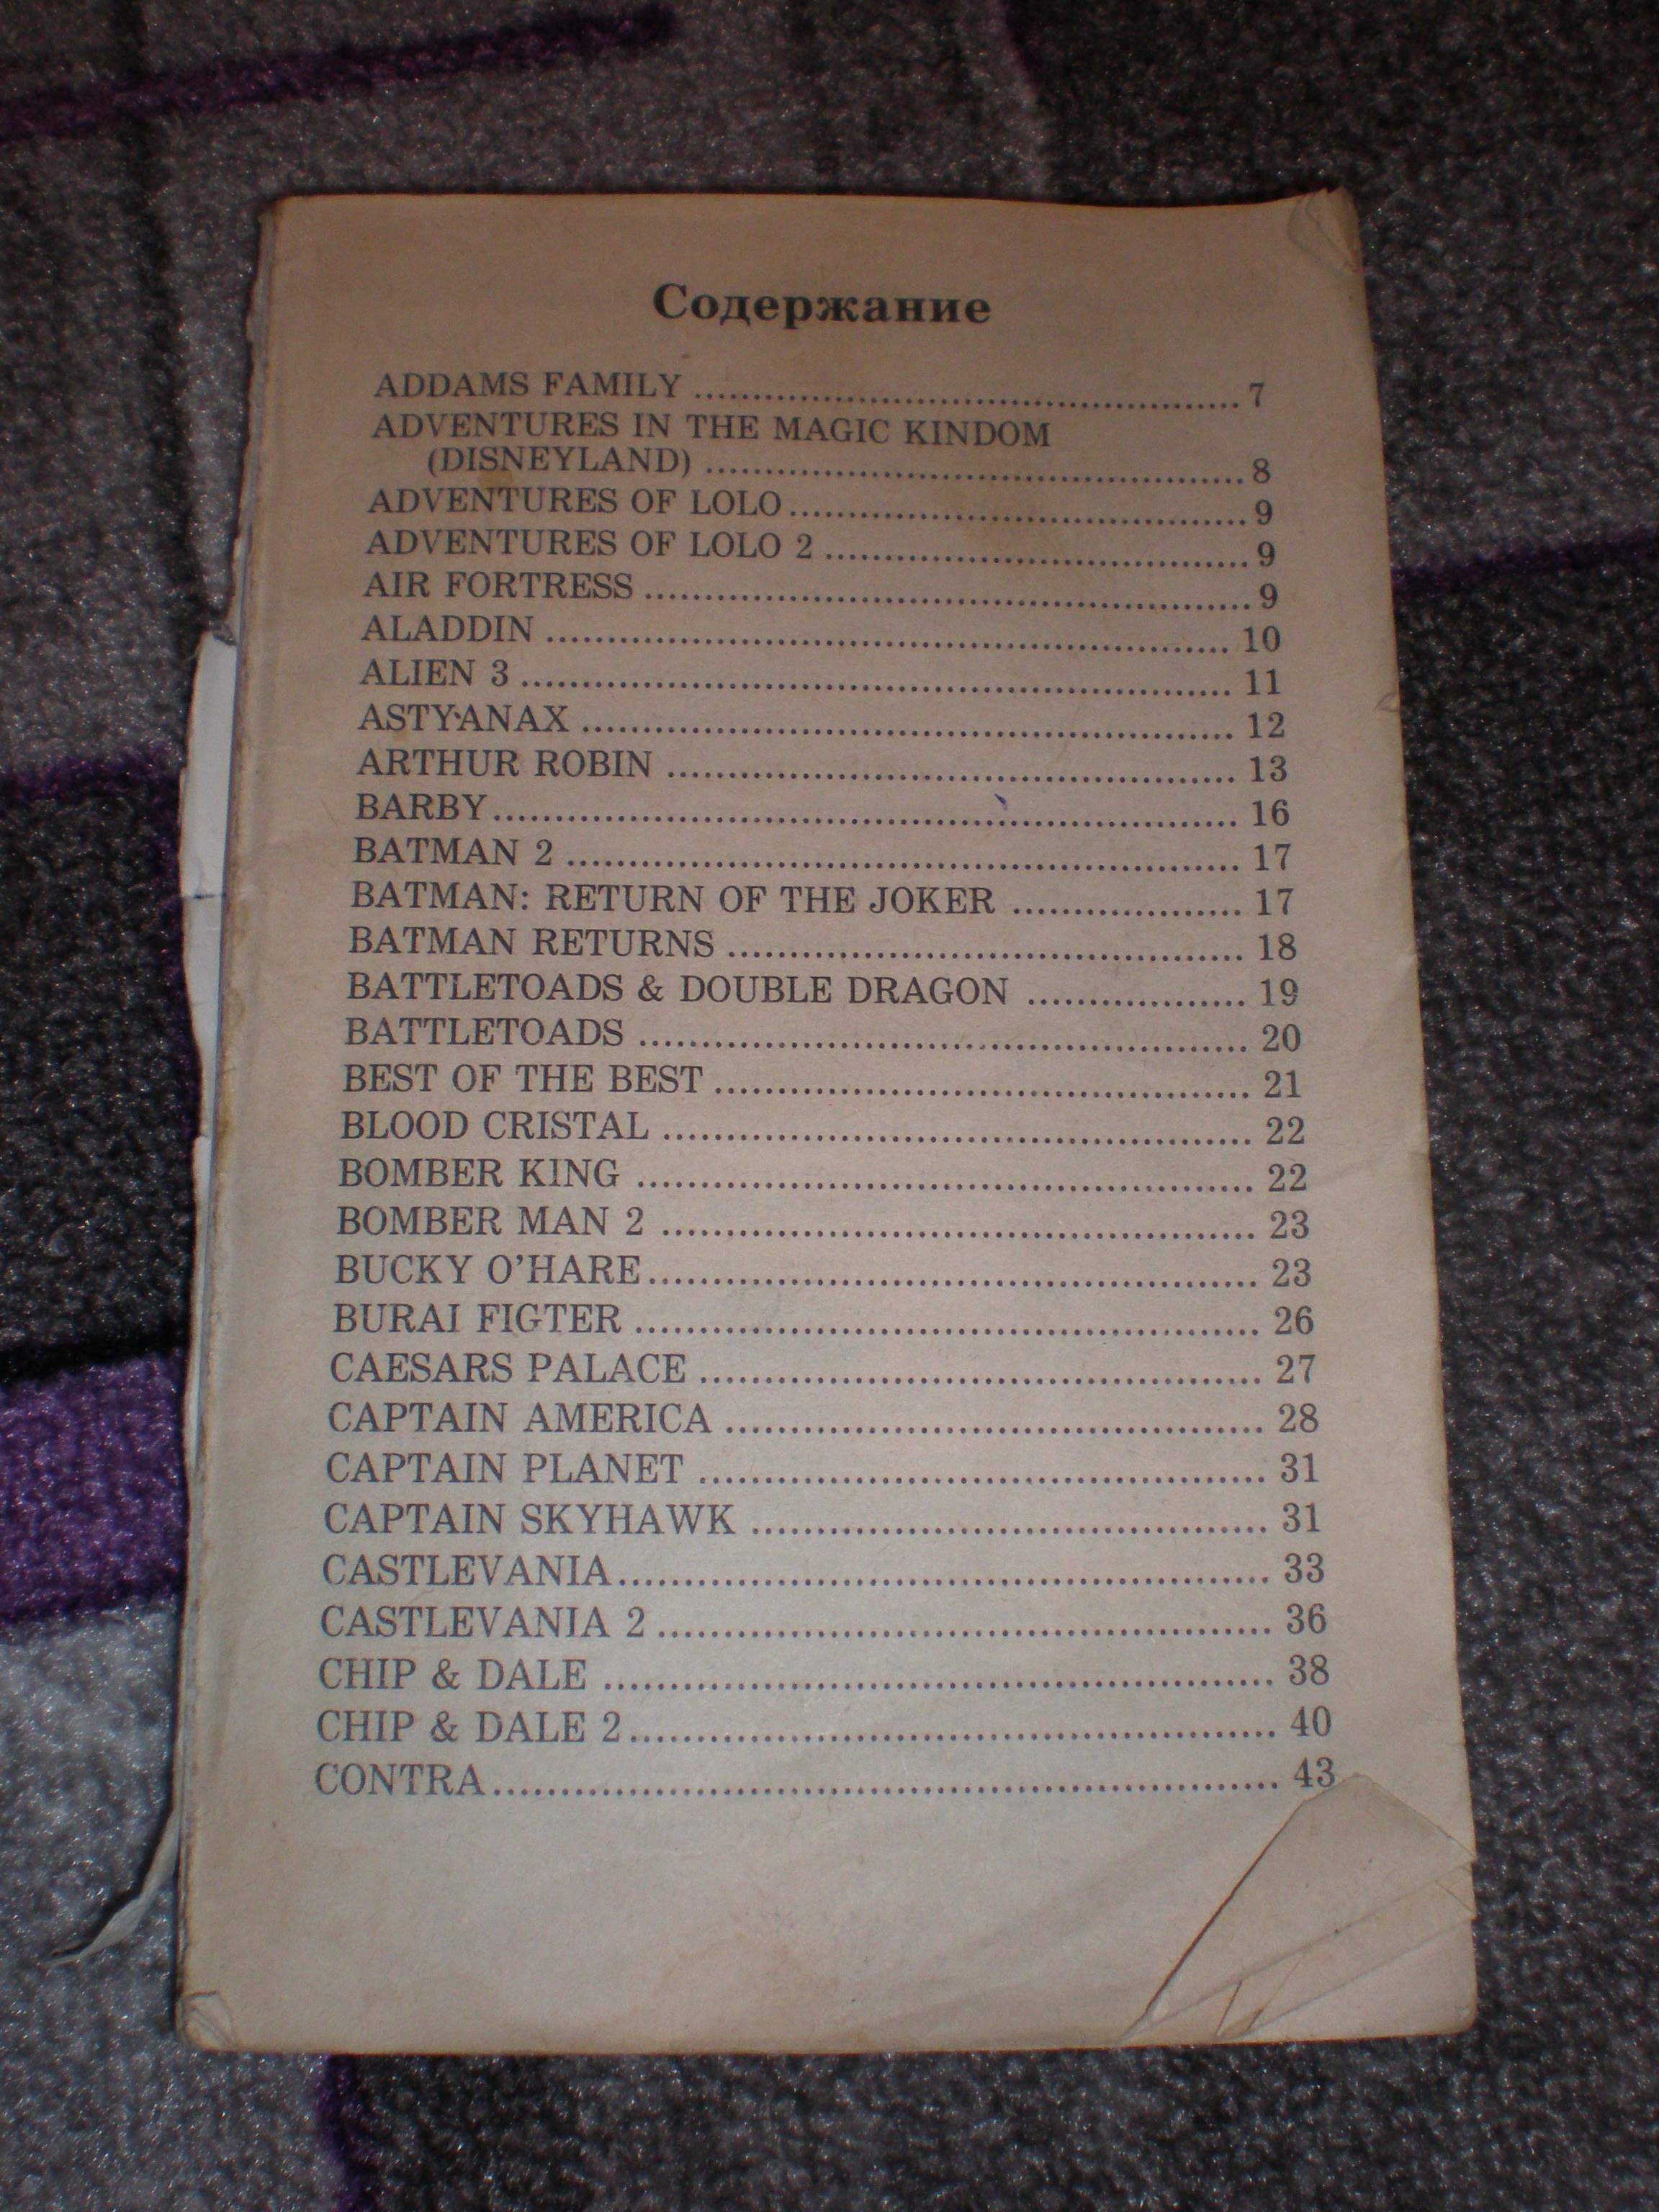 Содержание
ADDAMS FAMILY ............................................. 7
ADVENTURES IN THE MAGIC KINDOM
(DISNEYLAND) ............................................. 8
ADVENTURES OF LOLO ...................................... 9
ADVENTURES OF LOLO 2 ................................... 9
AIR FORTRESS .................................................. 9
ALADDIN ........................................................ 10
ALIEN 3 .......................................................... 11
ASTY·ANAX ..................................................... 12
ARTHUR ROBIN ............................................... 13
BARBY ............................................................. 16
BATMAN 2 ....................................................... 17
BATMAN: RETURN OF THE JOKER ................... 17
BATMAN RETURNS .......................................... 18
BATTLETOADS & DOUBLE DRAGON .................. 19
BATTLETOADS .................................................. 20
BEST OF THE BEST ............................................ 21
BLOOD CRISTAL ................................................ 22
BOMBER KING .................................................. 22
BOMBER MAN 2 ................................................ 23
BUCKY O’HARE ................................................. 23
BURAI FIGTER ................................................... 26
CAESARS PALACE .............................................. 27
CAPTAIN AMERICA ............................................ 28
CAPTAIN PLANET .............................................. 31
CAPTAIN SKYHAWK .......................................... 31
CASTLEVANIA .................................................... 33
CASTLEVANIA 2 ................................................. 36
CHIP & DALE ..................................................... 38
CHIP & DALE 2 ................................................... 40
CONTRA ............................................................. 43